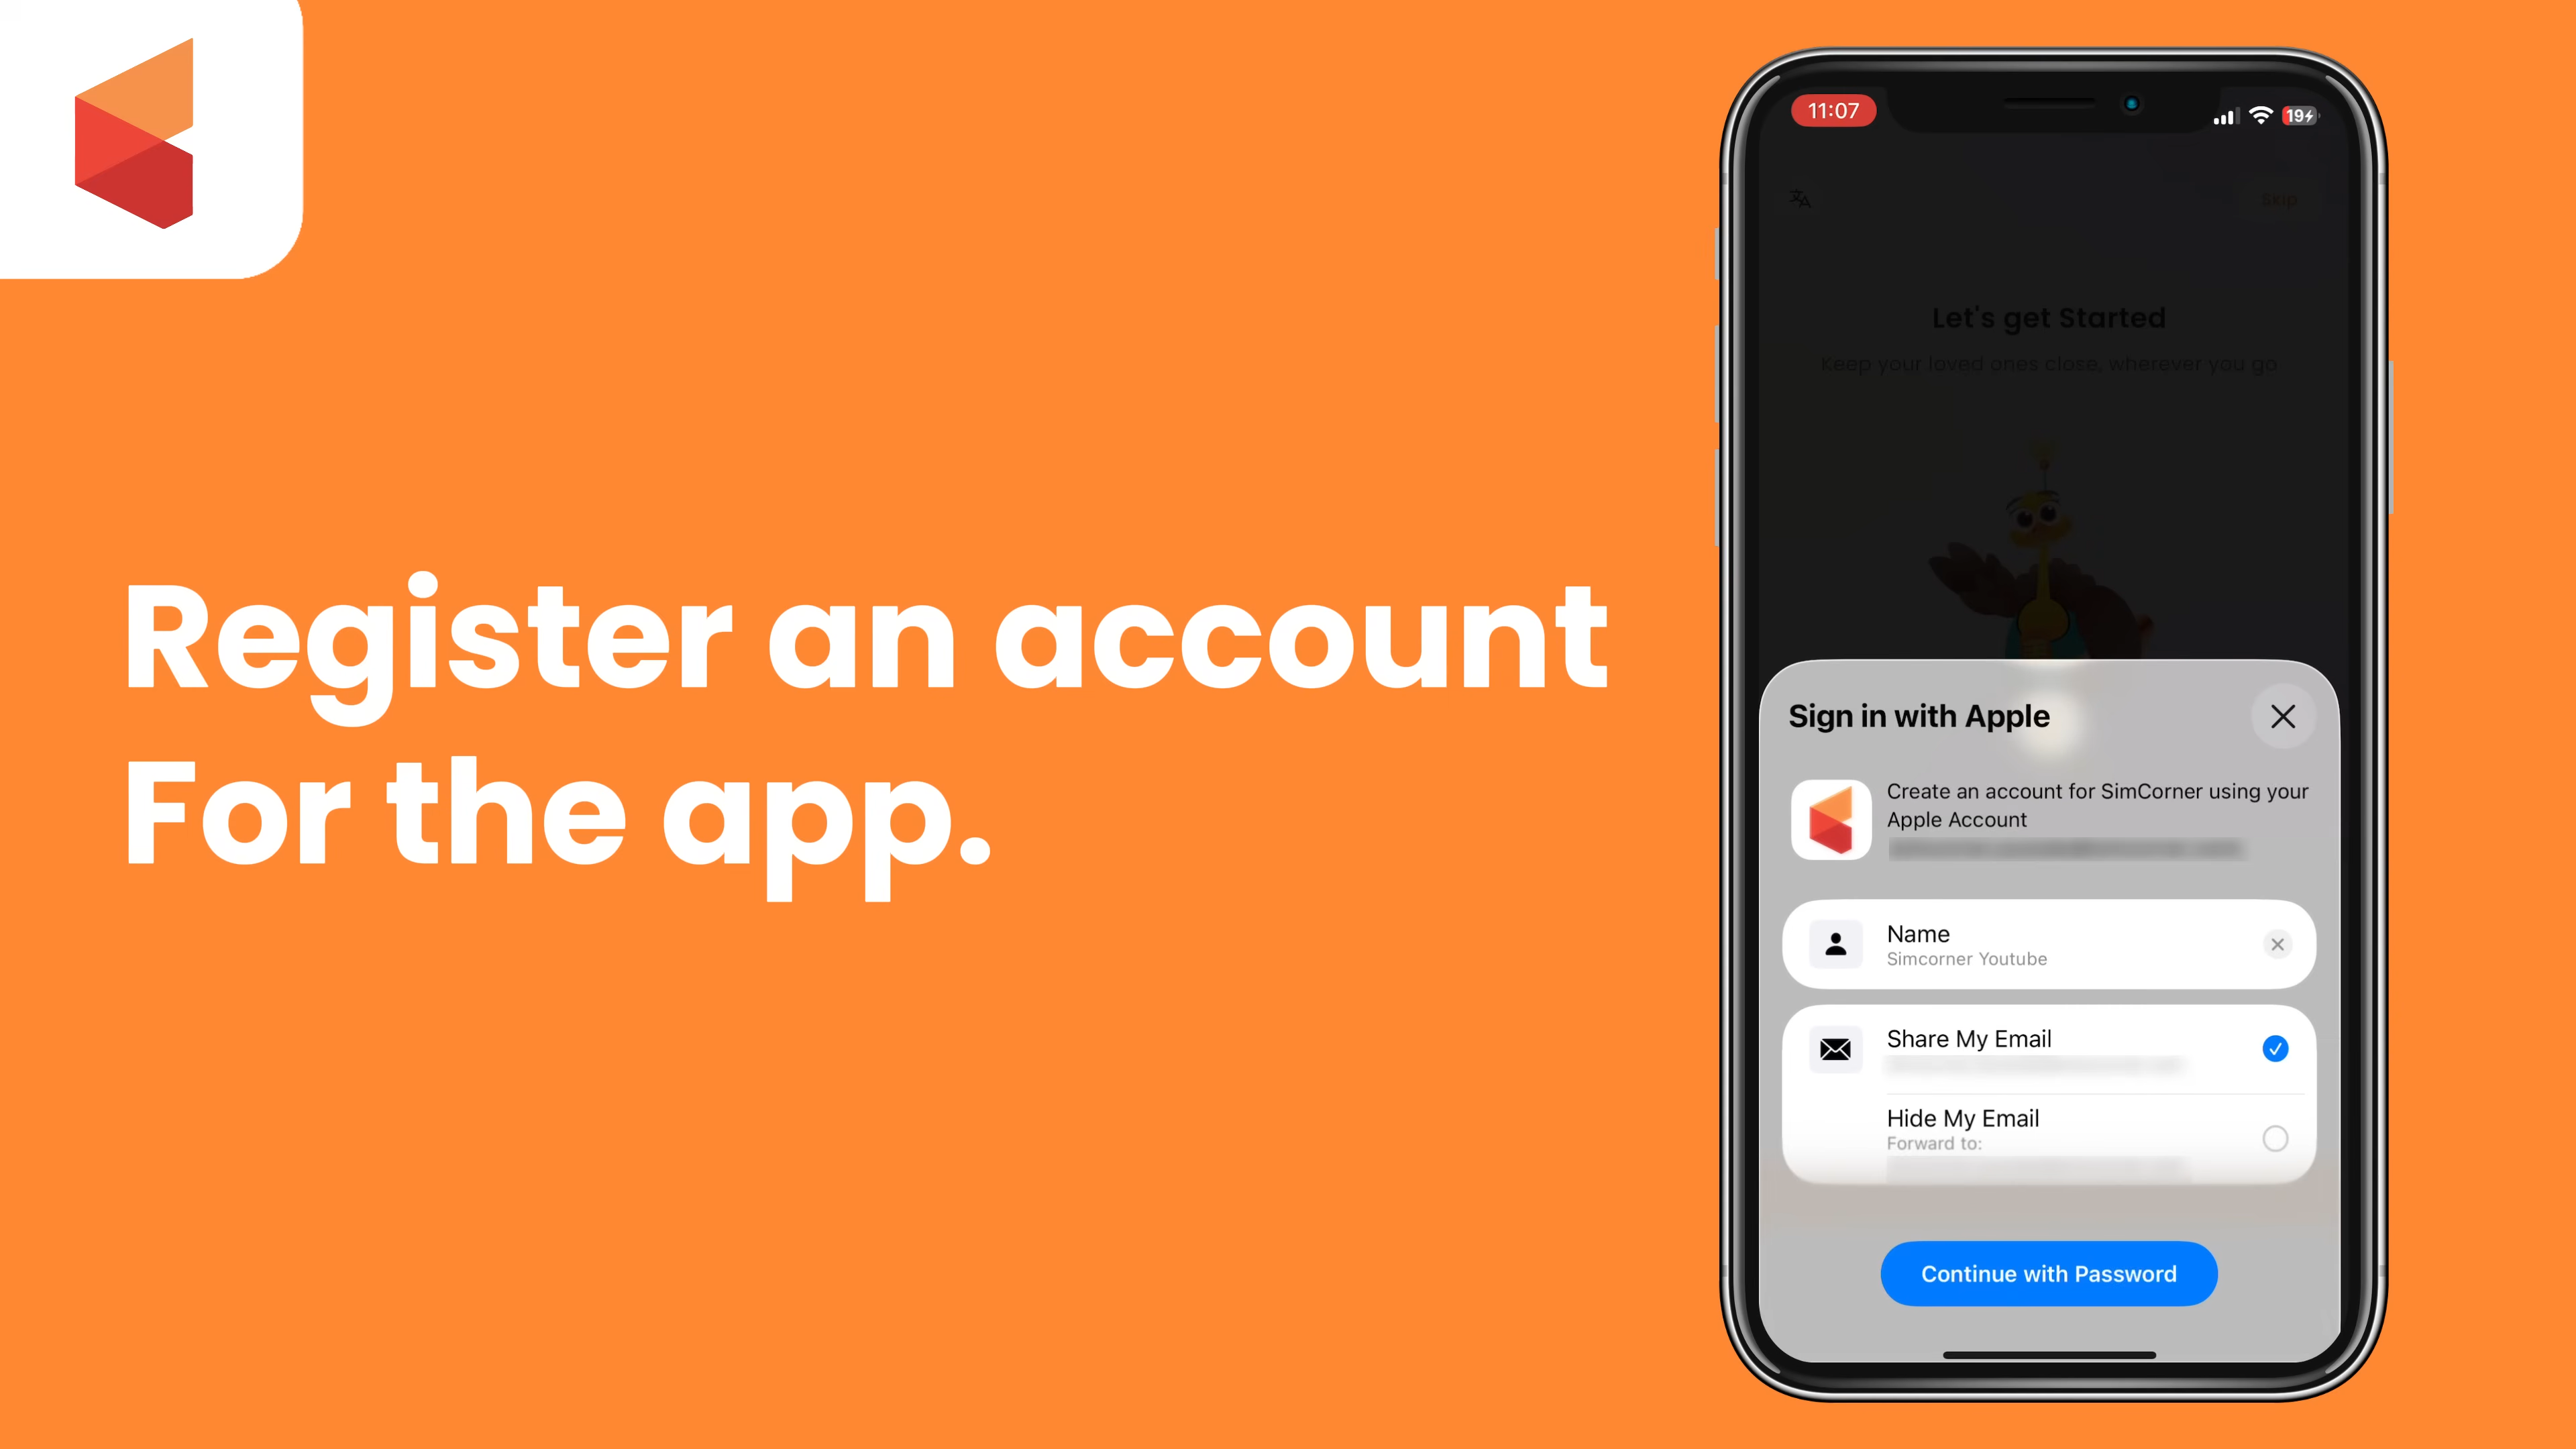 Register an account
For the app.
11:07
19
Skip
Let's get Started
Keep your loved ones close, wherever you go
Sign in with Apple
Create an account for SimCorner using your
Apple Account
Name
Simcorner Youtube
Share My Email
Hide My Email
Forward to:
Continue with Password